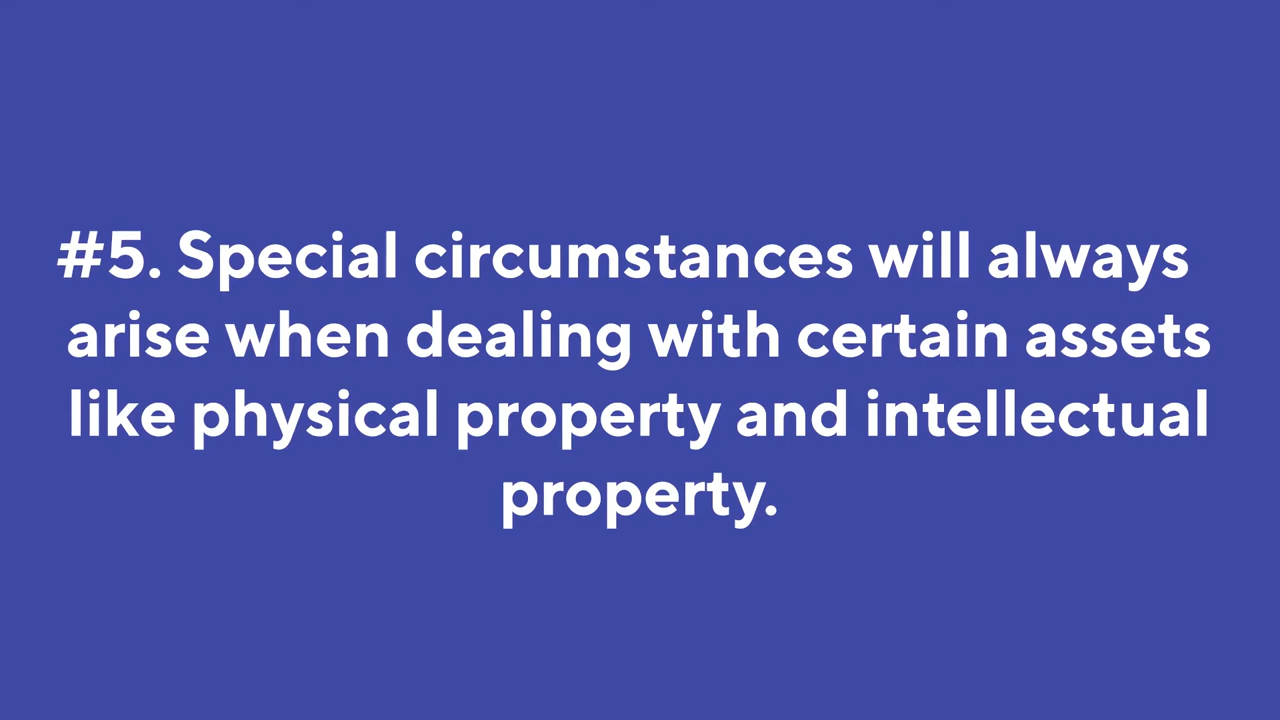 #5. Special circumstances will always
arise when dealing with certain assets
like physical property and intellectual
property.